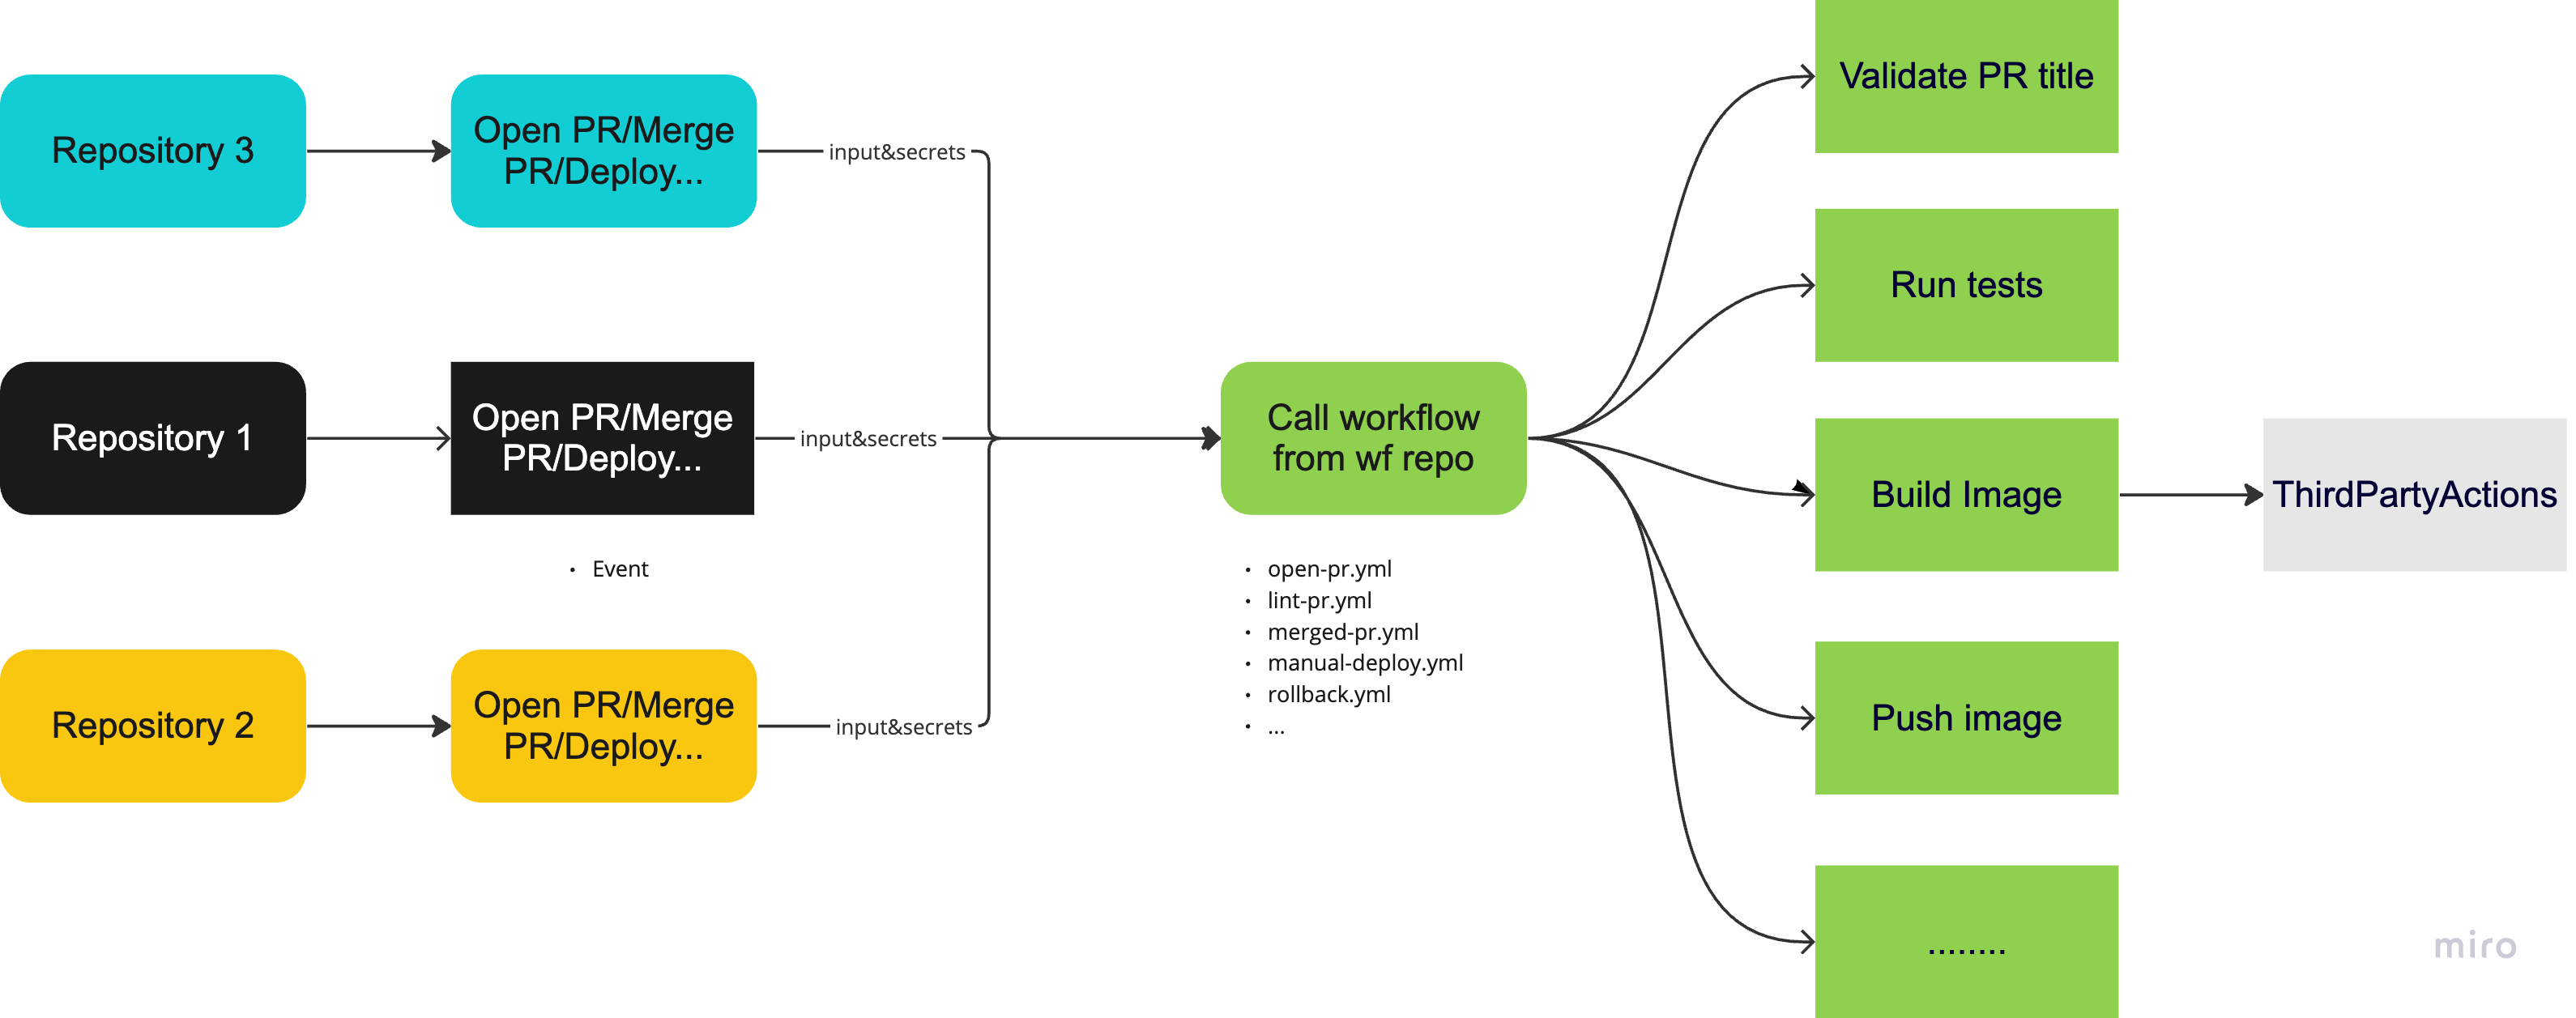 Repository 3
Open PR/Merge
PR/Deploy...
input&secrets
Repository 1
Open PR/Merge
PR/Deploy...
input&secrets
• Event
Repository 2
Open PR/Merge
PR/Deploy...
input&secrets
Call workflow
from wf repo
• open-pr.yml
• lint-pr.yml
• merged-pr.yml
• manual-deploy.yml
• rollback.yml
• ...
Validate PR title
Run tests
Build Image
ThirdPartyActions
Push image
........
miro